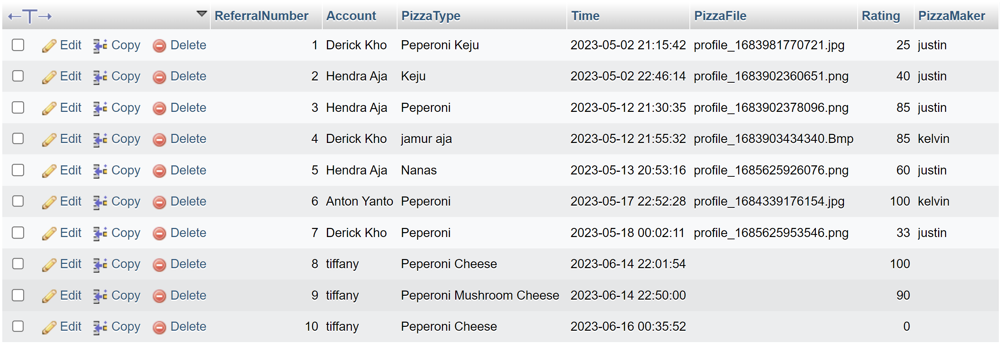 ReferralNumber Account PizzaType Time PizzaFile Rating PizzaMaker
Edit Copy Delete 1 Derick Kho Peperoni Keju 2023-05-02 21:15:42 profile_1683981770721.jpg 25 justin
Edit Copy Delete 2 Hendra Aja Keju 2023-05-02 22:46:14 profile_1683902360651.png 40 justin
Edit Copy Delete 3 Hendra Aja Peperoni 2023-05-12 21:30:35 profile_1683902378096.png 85 justin
Edit Copy Delete 4 Derick Kho jamur aja 2023-05-12 21:55:32 profile_1683903434340.Bmp 85 kelvin
Edit Copy Delete 5 Hendra Aja Nanas 2023-05-13 20:53:16 profile_1685625926076.png 60 justin
Edit Copy Delete 6 Anton Yanto Peperoni 2023-05-17 22:52:28 profile_1684339176154.jpg 100 kelvin
Edit Copy Delete 7 Derick Kho Peperoni 2023-05-18 00:02:11 profile_1685625953546.png 33 justin
Edit Copy Delete 8 tiffany Peperoni Cheese 2023-06-14 22:01:54 100
Edit Copy Delete 9 tiffany Peperoni Mushroom Cheese 2023-06-14 22:50:00 90
Edit Copy Delete 10 tiffany Peperoni Cheese 2023-06-16 00:35:52 0